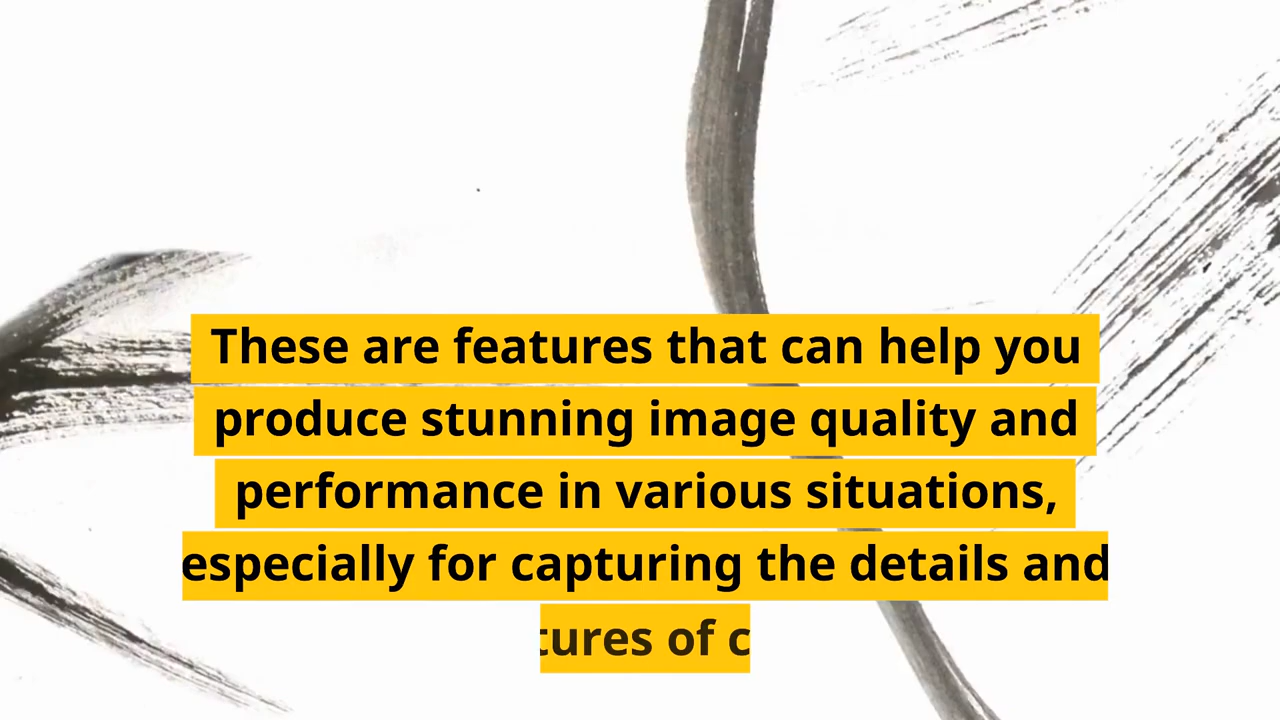 These are features that can help you
produce stunning image quality and
performance in various situations,
especially for capturing the details and
of